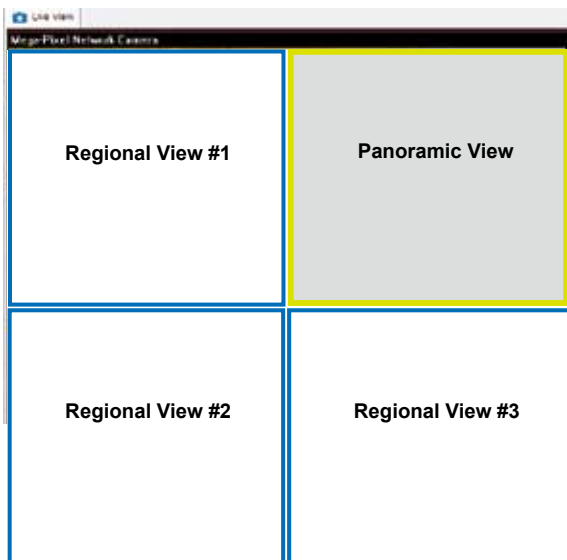 Live View
Mega-Pixel Network Camera
Regional View #1
Panoramic View
Regional View #2
Regional View #3